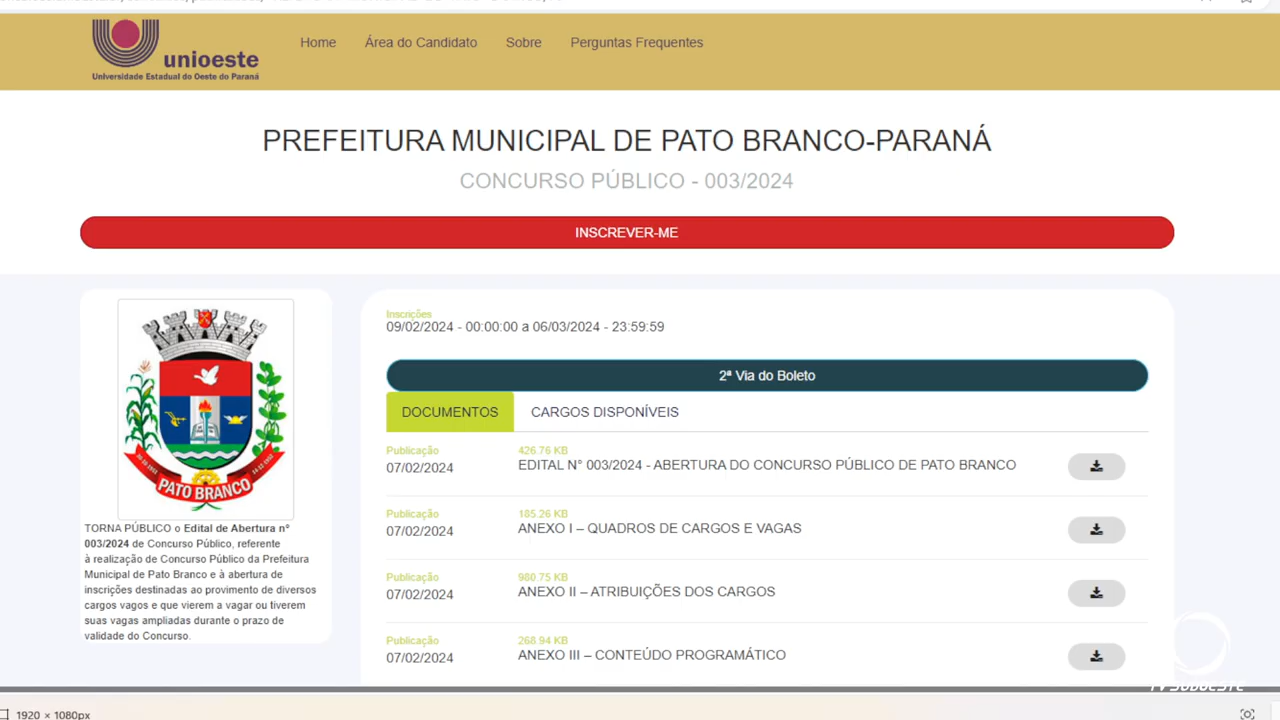 unioeste
Universidade Estadual do Oeste do Paraná
Home Área do Candidato Sobre Perguntas Frequentes
PREFEITURA MUNICIPAL DE PATO BRANCO-PARANÁ
CONCURSO PÚBLICO - 003/2024
INSCREVER-ME
PATO BRANCO
TORNA PÚBLICO o Edital de Abertura n°
003/2024 de Concurso Público, referente
à realização de Concurso Público da Prefeitura
Municipal de Pato Branco e à abertura de
inscrições destinadas ao provimento de diversos
cargos vagos e que vierem a vagar ou tiverem
suas vagas ampliadas durante o prazo de
validade do Concurso.
Inscrições
09/02/2024 - 00:00:00 a 06/03/2024 - 23:59:59
2ª Via do Boleto
DOCUMENTOS CARGOS DISPONÍVEIS
Publicação 426.76 KB
07/02/2024 EDITAL N° 003/2024 - ABERTURA DO CONCURSO PÚBLICO DE PATO BRANCO
Publicação 185.26 KB
07/02/2024 ANEXO I – QUADROS DE CARGOS E VAGAS
Publicação 980.75 KB
07/02/2024 ANEXO II – ATRIBUIÇÕES DOS CARGOS
Publicação 268.94 KB
07/02/2024 ANEXO III – CONTEÚDO PROGRAMÁTICO
TV SUDOESTE
1920 × 1080px